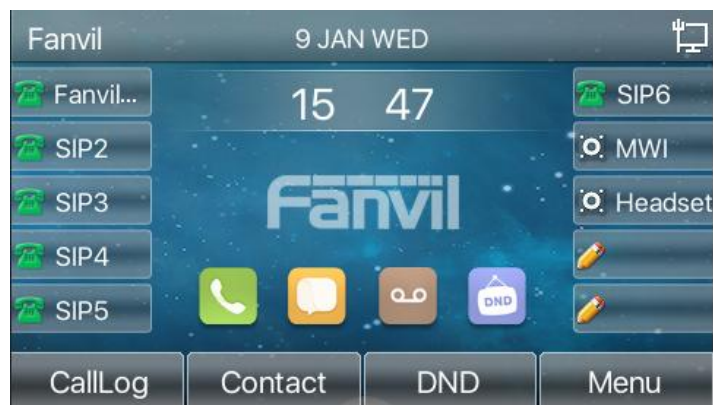 Fanvil 9 JAN WED
Fanvil... 15 47 SIP6
SIP2 MWI
SIP3 Headset
Fanvil
SIP4
SIP5 DND
CallLog Contact DND Menu